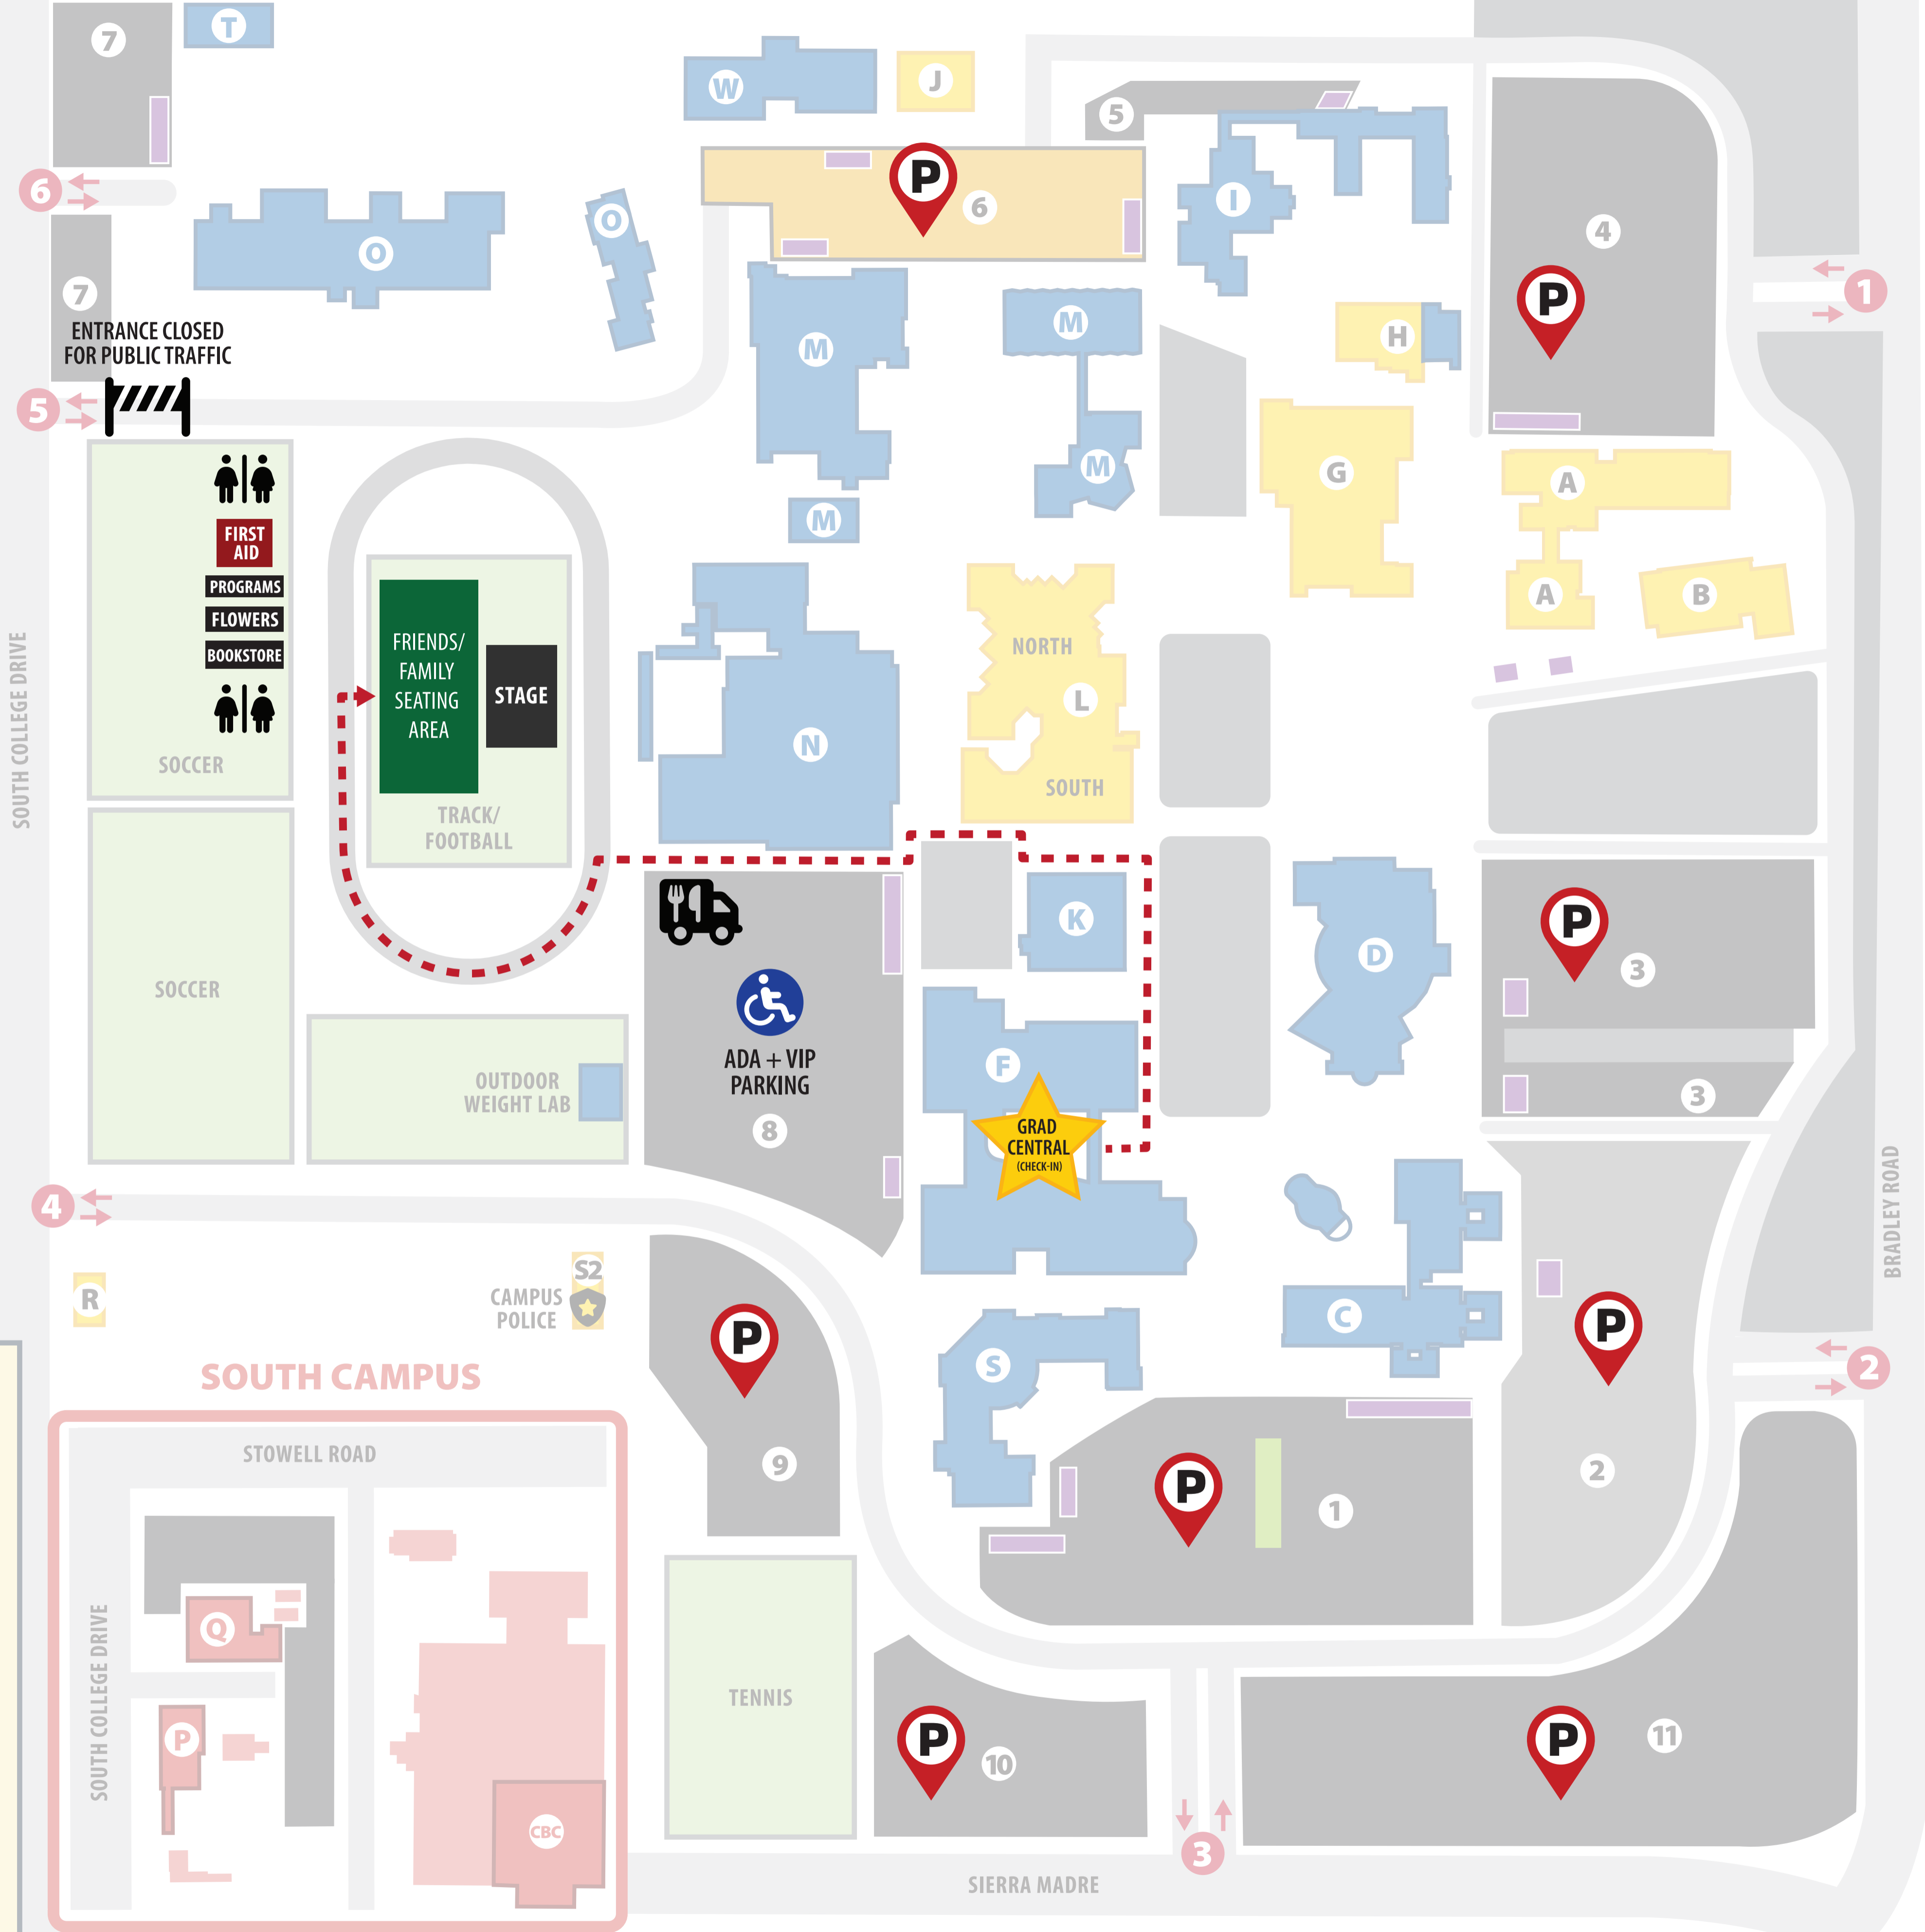 7
T
W
J
5
6
P
6
O
O
I
4
P
1
7
ENTRANCE CLOSED
FOR PUBLIC TRAFFIC
M
M
H
5
FIRST
AID
PROGRAMS
FLOWERS
BOOKSTORE
SOCCER
M
M
G
A
A
B
SOUTH COLLEGE DRIVE
FRIENDS/
FAMILY
SEATING
AREA
STAGE
TRACK/
FOOTBALL
N
NORTH
L
SOUTH
K
D
P
3
3
SOCCER
OUTDOOR
WEIGHT LAB
ADA + VIP
PARKING
8
F
GRAD
CENTRAL
(CHECK-IN)
4
BRADLEY ROAD
R
S2
CAMPUS
POLICE
P
9
S
C
P
2
2
SOUTH CAMPUS
STOWELL ROAD
P
1
Q
SOUTH COLLEGE DRIVE
P
CBC
TENNIS
P
10
P
11
3
SIERRA MADRE